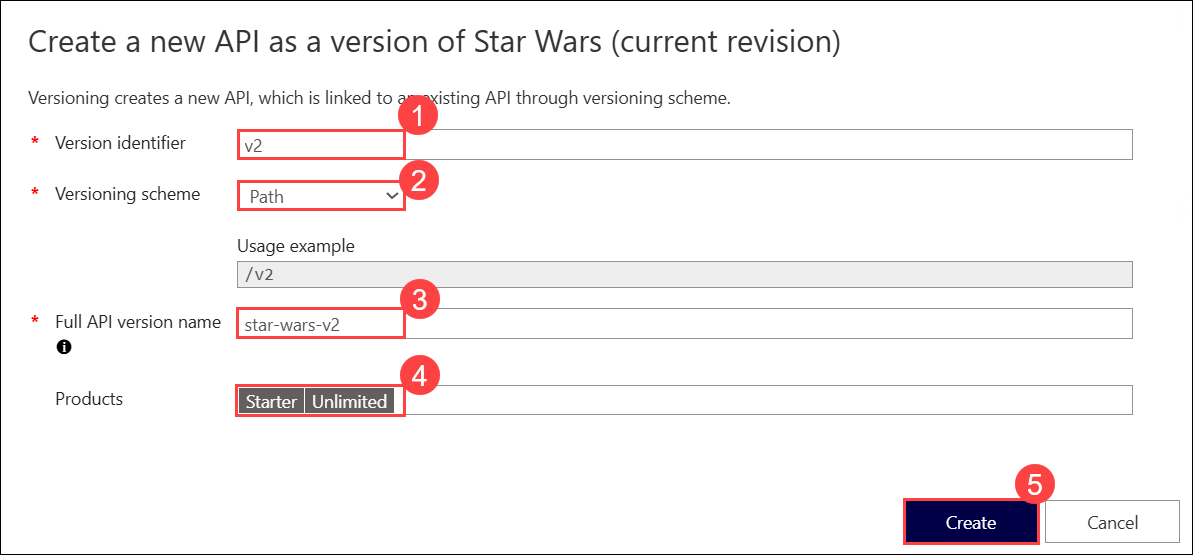 Create a new API as a version of Star Wars (current revision)
Versioning creates a new API, which is linked to an existing API through versioning scheme.
1
* Version identifier v2
2
* Versioning scheme Path
Usage example
/v2
3
* Full API version name star-wars-v2
4
Products Starter Unlimited
5
Create Cancel